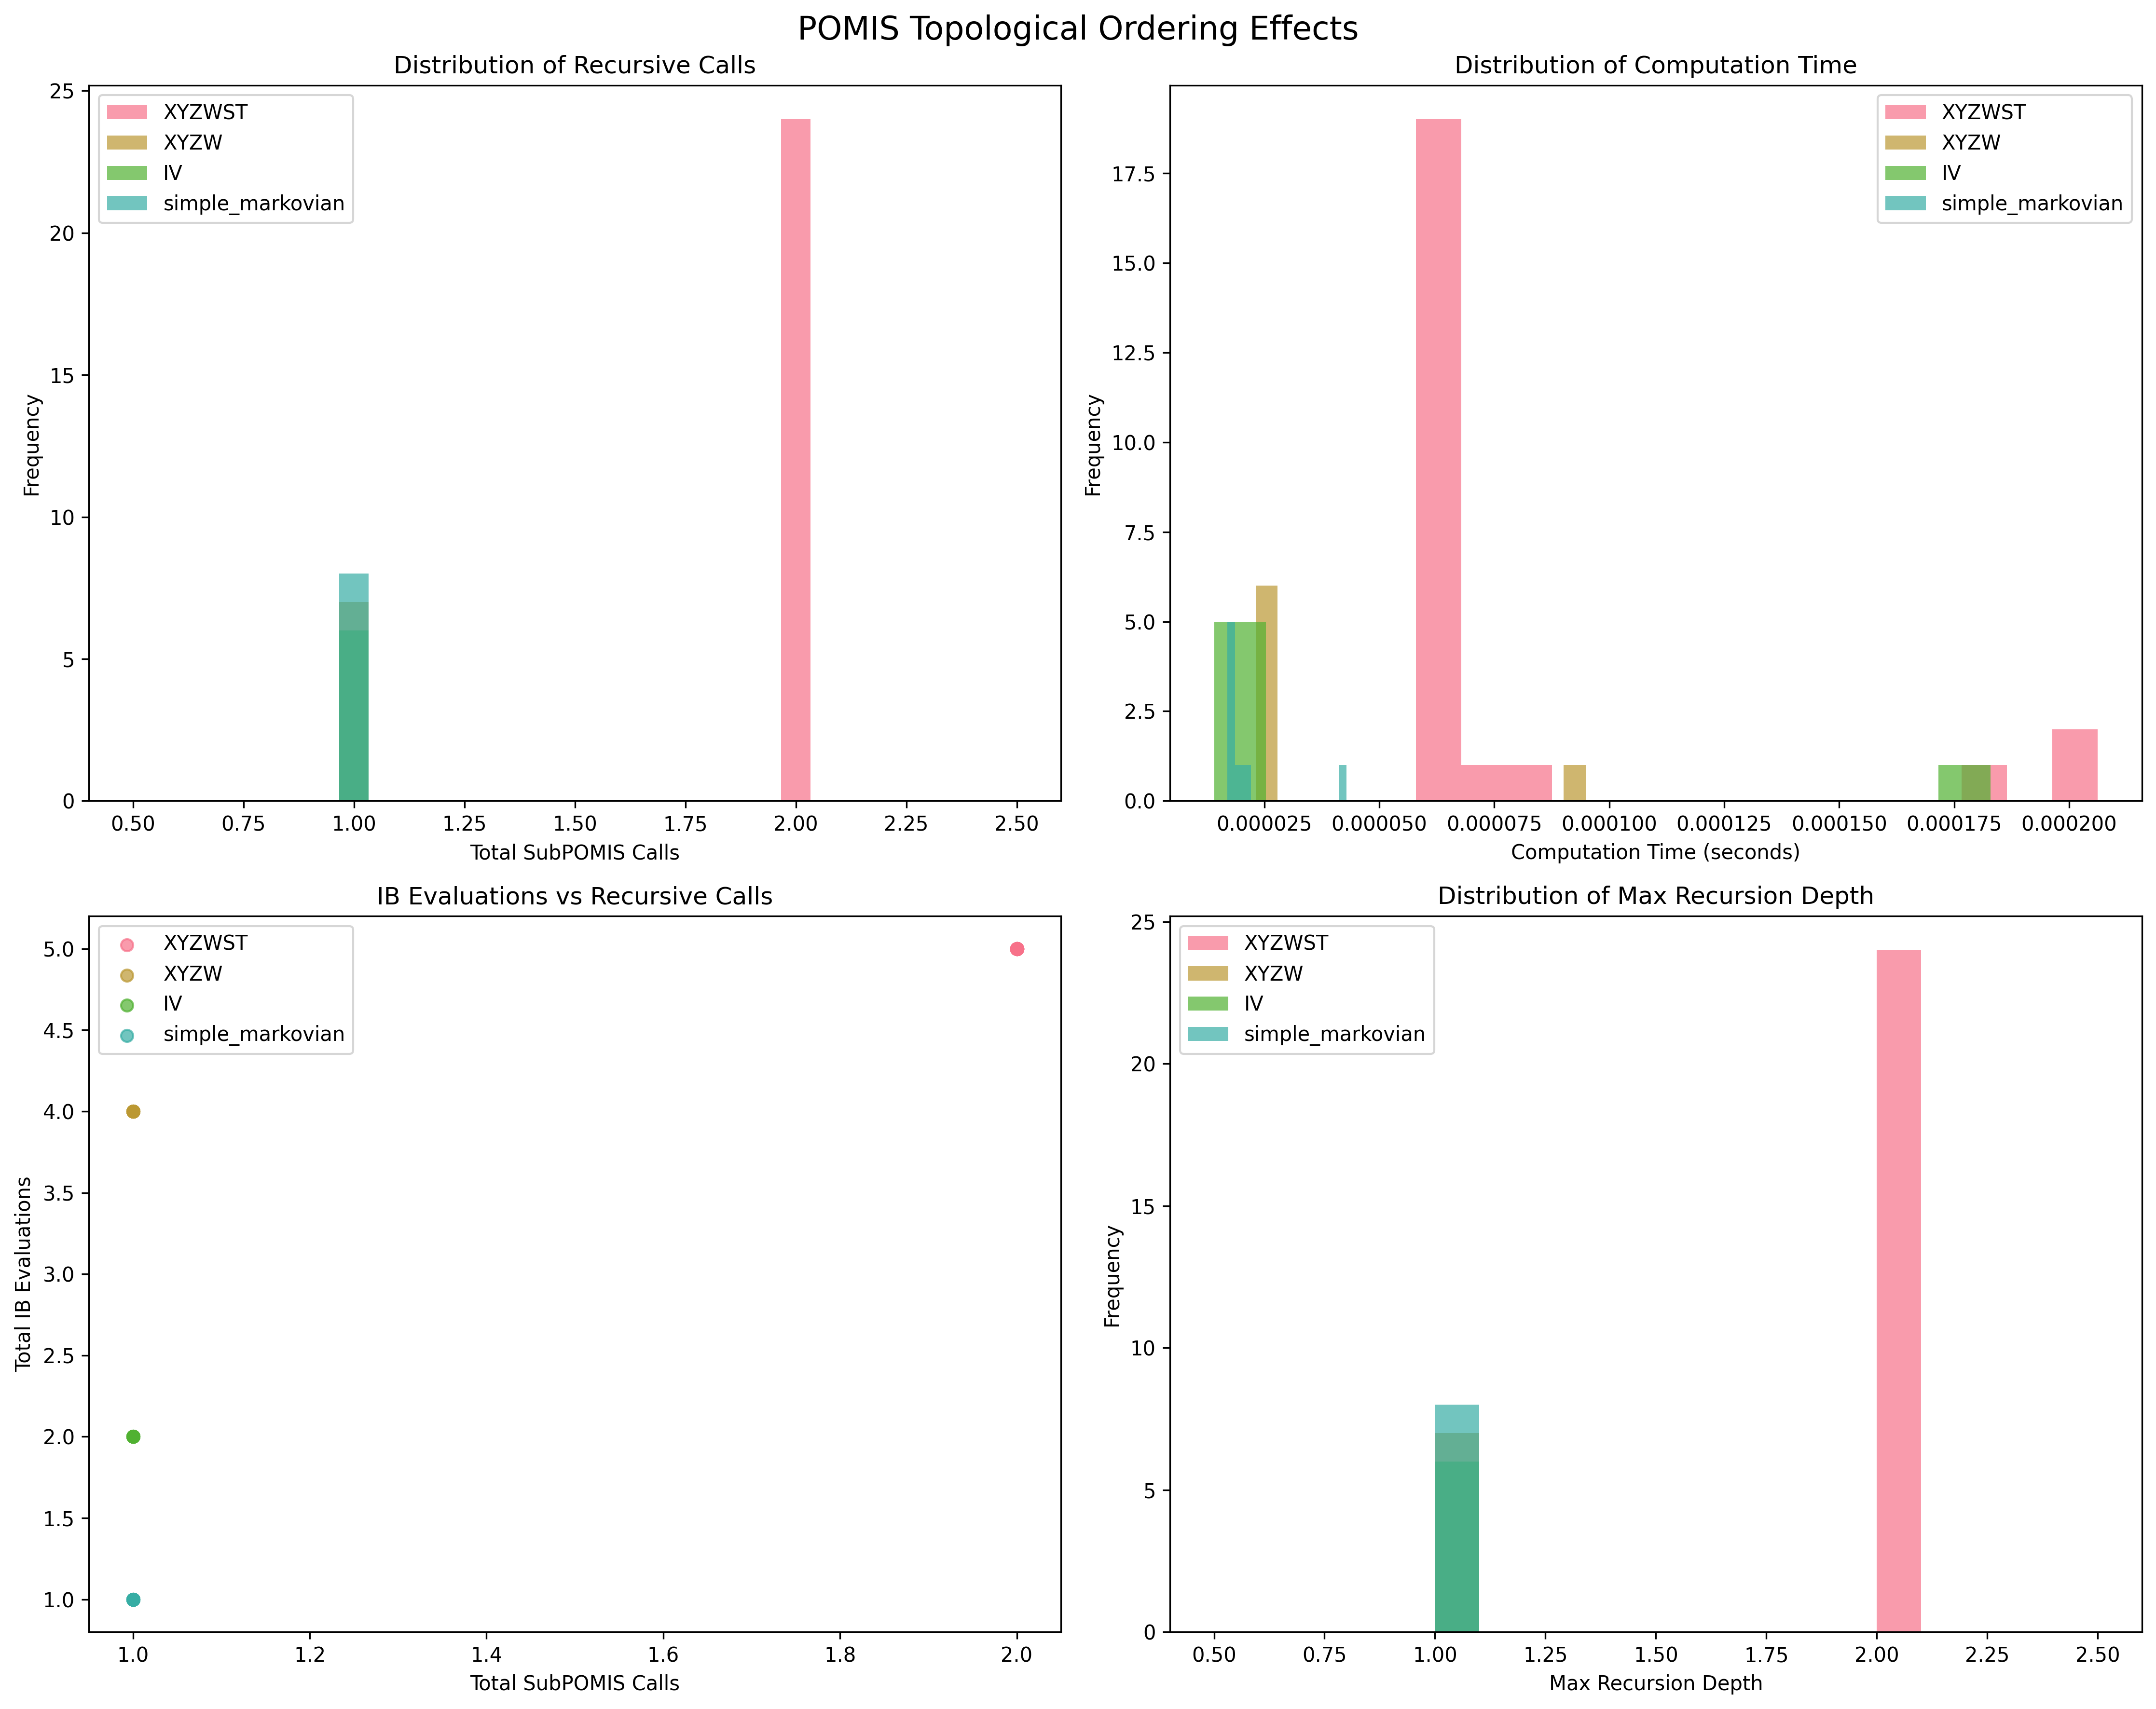 POMIS Topological Ordering Effects
Distribution of Recursive Calls
25
20
15
10
5
0
Frequency
XYZWST
XYZW
IV
simple_markovian
0.50 0.75 1.00 1.25 1.50 1.75 2.00 2.25 2.50
Total SubPOMIS Calls
Distribution of Computation Time
17.5
15.0
12.5
10.0
7.5
5.0
2.5
0.0
Frequency
XYZWST
XYZW
IV
simple_markovian
0.000025 0.000050 0.000075 0.000100 0.000125 0.000150 0.000175 0.000200
Computation Time (seconds)
IB Evaluations vs Recursive Calls
5.0
4.5
4.0
3.5
3.0
2.5
2.0
1.5
1.0
Total IB Evaluations
XYZWST
XYZW
IV
simple_markovian
1.0 1.2 1.4 1.6 1.8 2.0
Total SubPOMIS Calls
Distribution of Max Recursion Depth
25
20
15
10
5
0
Frequency
XYZWST
XYZW
IV
simple_markovian
0.50 0.75 1.00 1.25 1.50 1.75 2.00 2.25 2.50
Max Recursion Depth